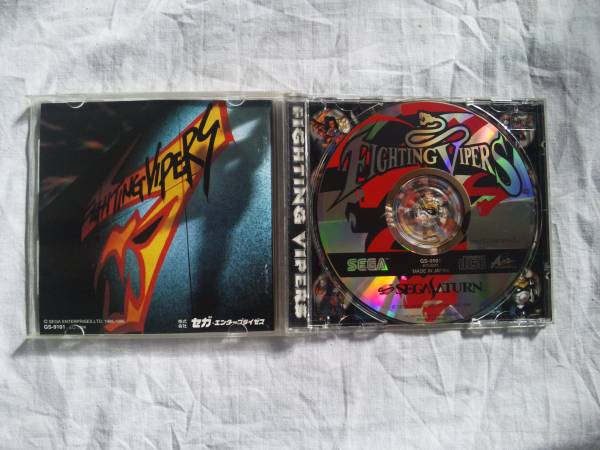 FIGHTING VIPERS
© SEGA ENTERPRISES,LTD. 1995,1996
GS-9101
株式会社 セガ・エンタープライゼス
FIGHTING VIPERS
FIGHTING VIPERS
SEGA
GS-9101
MADE IN JAPAN
SEGA SATURN